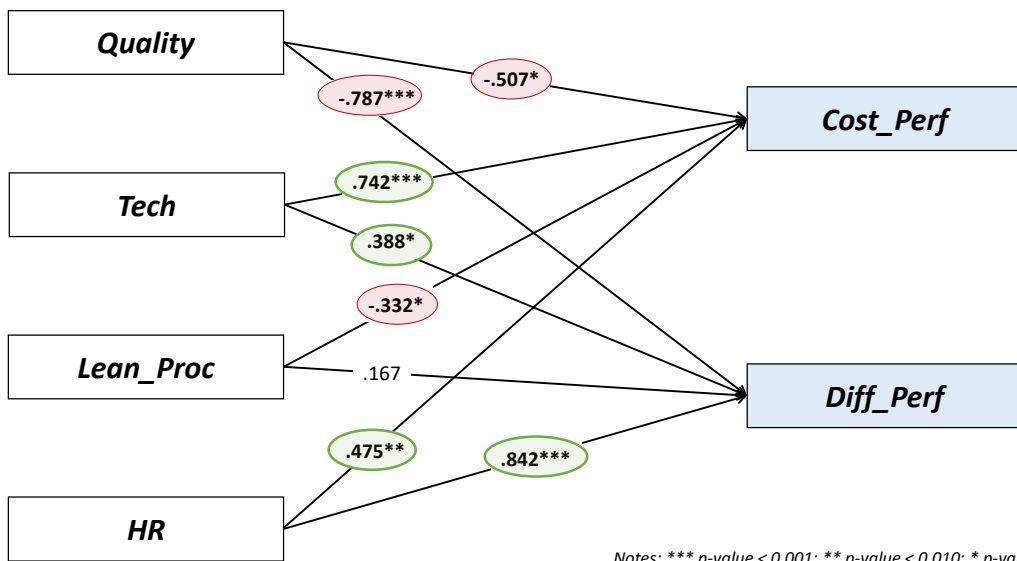 Quality
-.507*
-.787***
Cost_Perf
.742***
Tech
.388*
-.332*
Lean_Proc
.167
Diff_Perf
.475**
.842***
HR
Notes: *** p-value < 0.001; ** p-value < 0.010; *